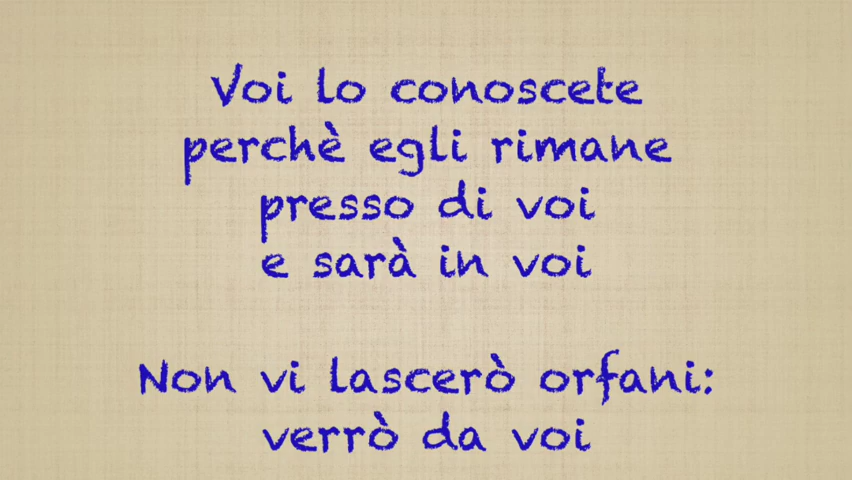 Voi lo conoscete
perchè egli rimane
presso di voi
e sarà in voi
Non vi lascerò orfani:
verrò da voi